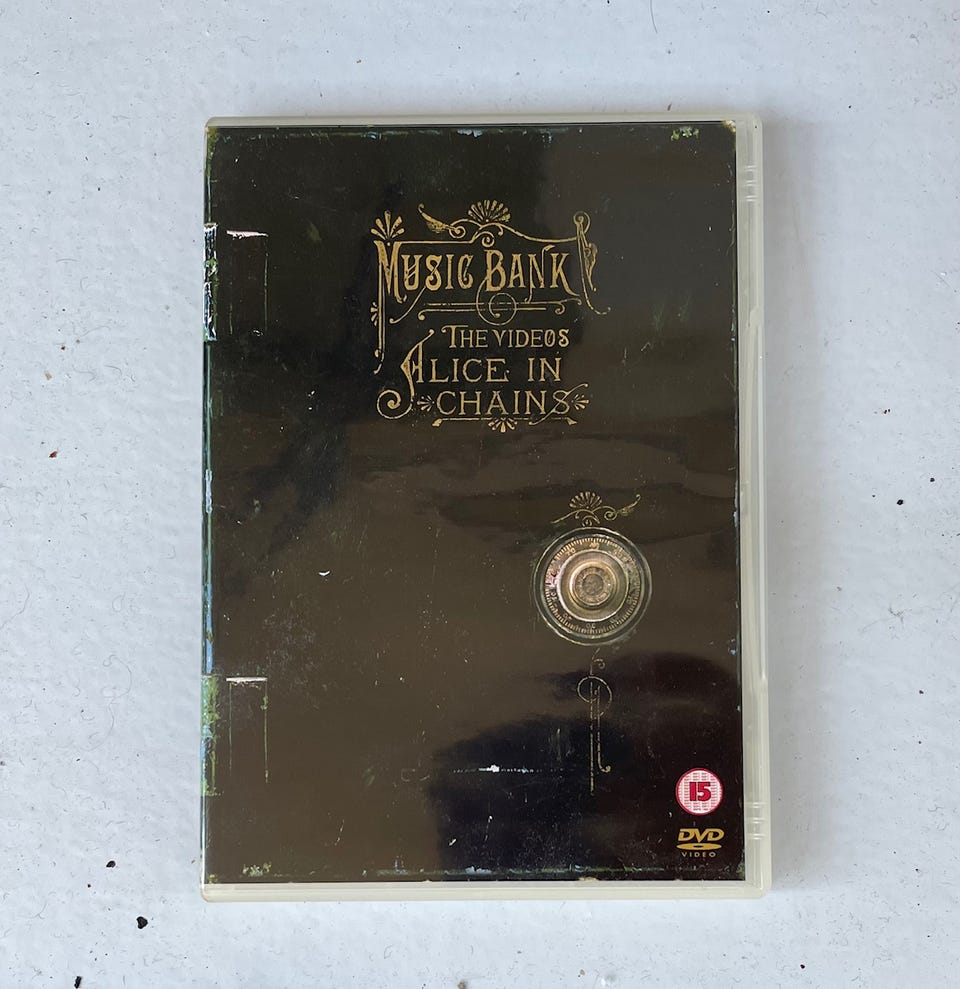 MUSIC BANK
THE VIDEOS
ALICE IN
CHAINS
15
DVD
VIDEO